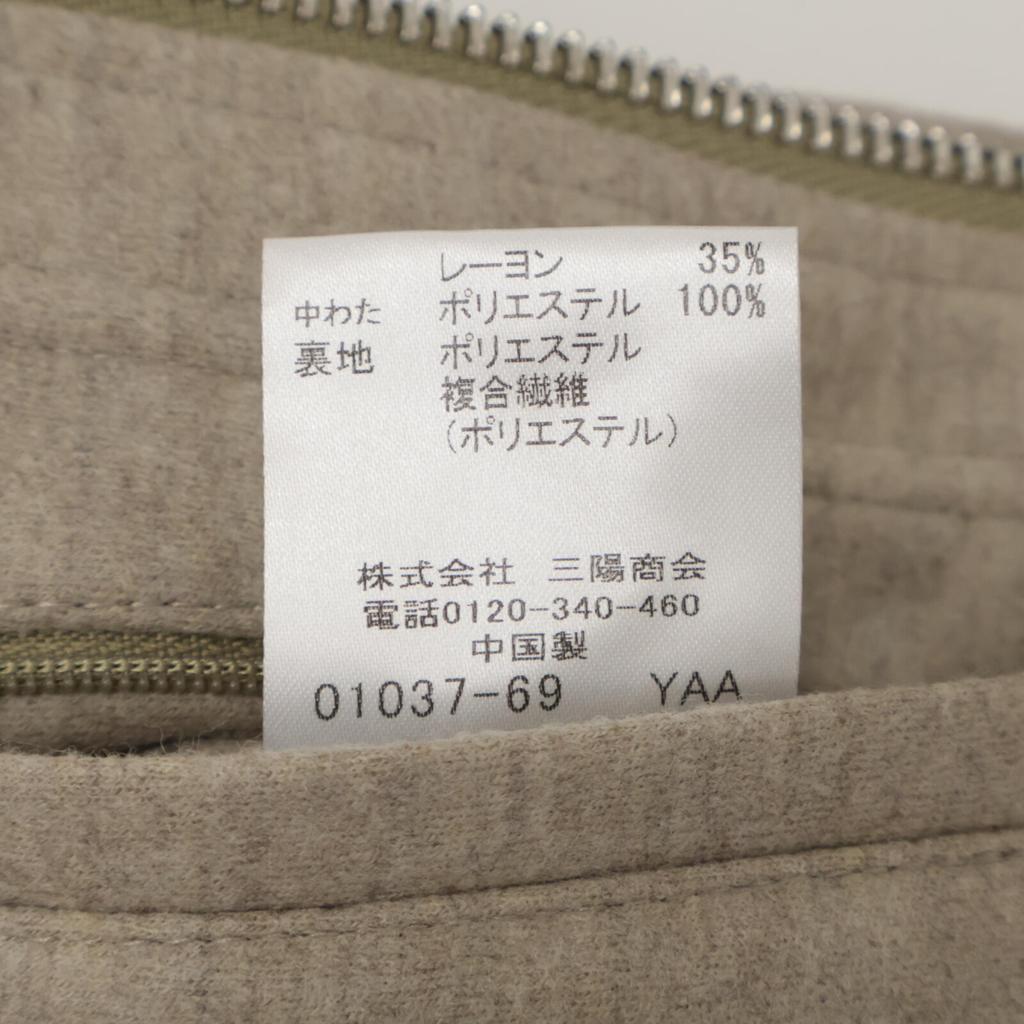 レーヨン 35%
中わた ポリエステル 100%
裏地 ポリエステル
複合繊維
(ポリエステル)
株式会社 三陽商会
電話0120-340-460
中国製
01037-69 YAA